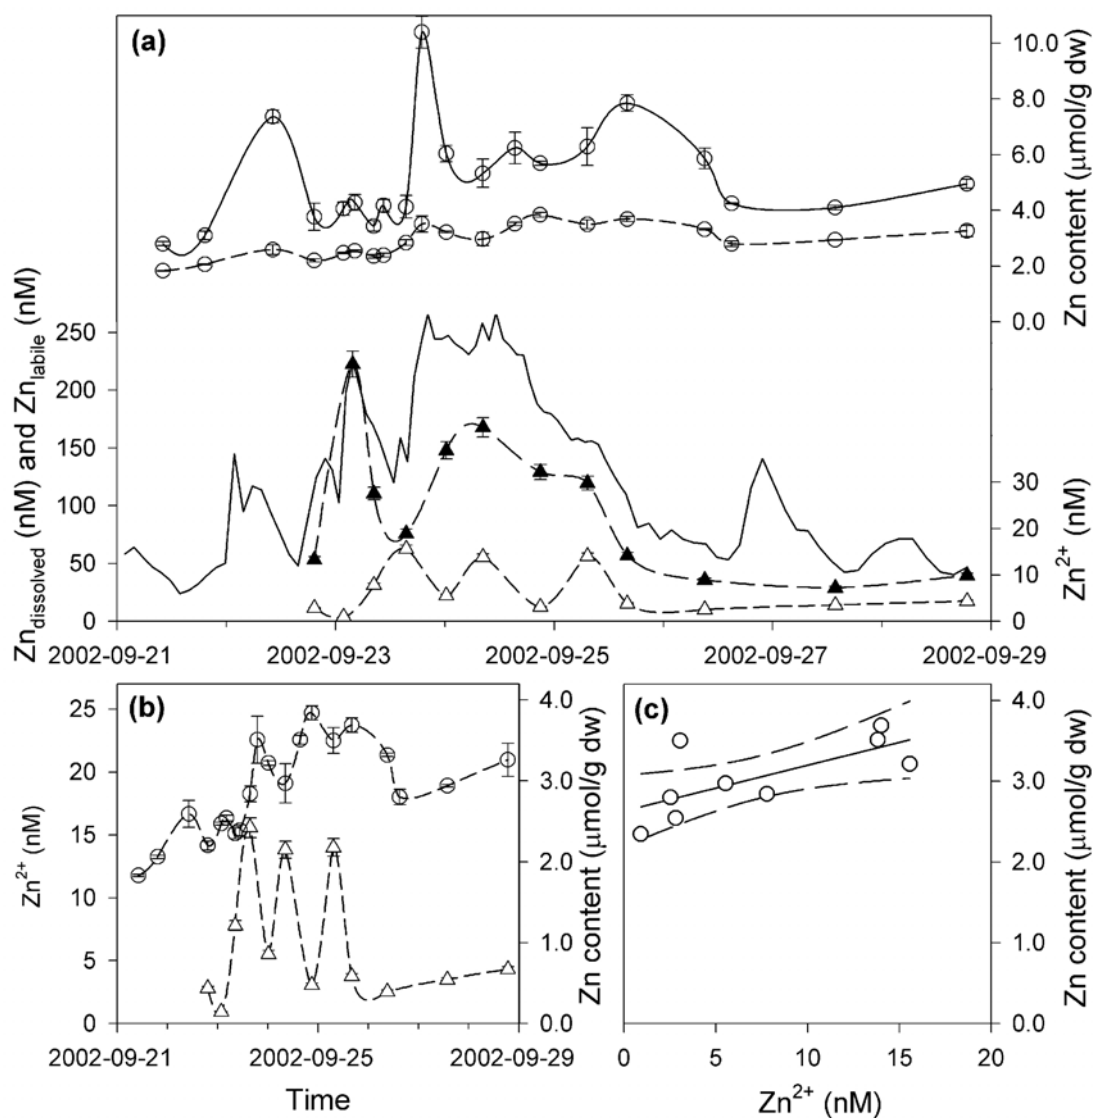 (a)
10.0
8.0
6.0
4.0
2.0
0.0
Zn content (μmol/g dw)
Zn_dissolved (nM) and Zn_labile (nM)
250
200
150
100
50
0
30
20
10
0
Zn²⁺ (nM)
2002-09-21 2002-09-23 2002-09-25 2002-09-27 2002-09-29
(b)
25
20
15
10
5
0
Zn²⁺ (nM)
4.0
3.0
2.0
1.0
0.0
Zn content (μmol/g dw)
2002-09-21 2002-09-25 2002-09-29
Time
(c)
4.0
3.0
2.0
1.0
0.0
Zn content (μmol/g dw)
0 5 10 15 20
Zn²⁺ (nM)